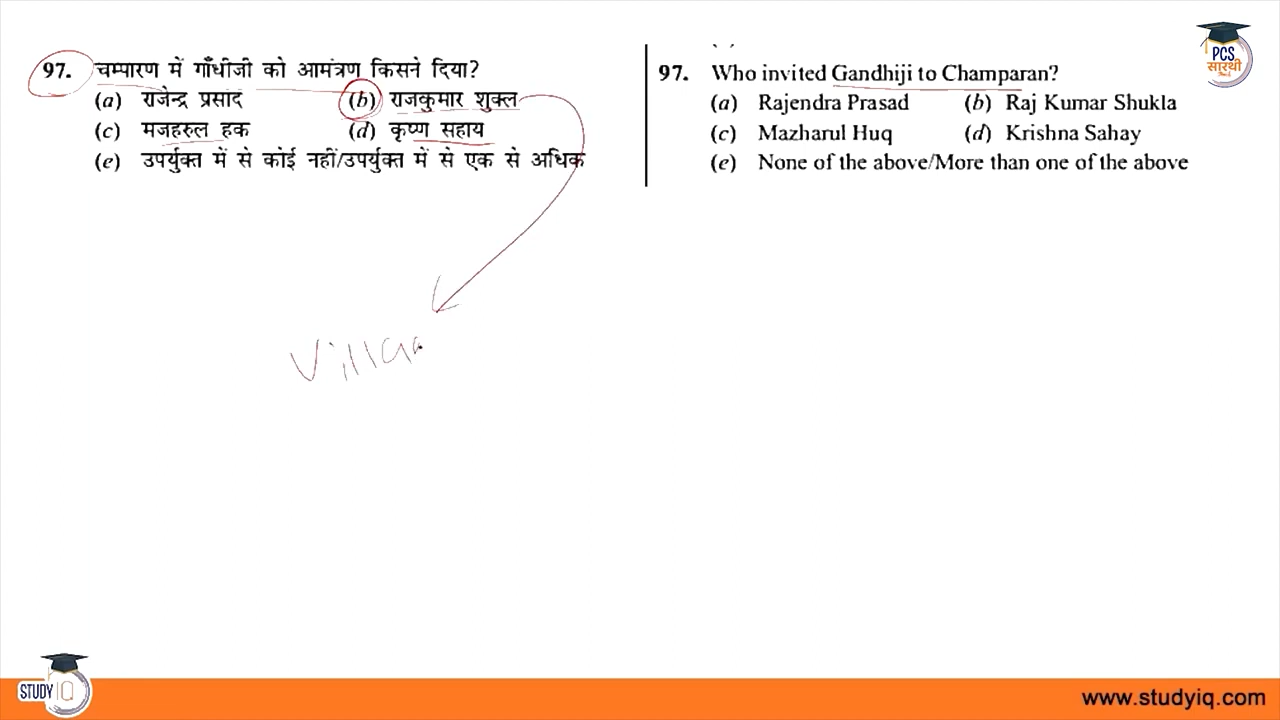 97. चम्पारण में गाँधीजी को आमंत्रण किसने दिया?
(a) राजेन्द्र प्रसाद (b) राजकुमार शुक्ल
(c) मजहरुल हक (d) कृष्ण सहाय
(e) उपर्युक्त में से कोई नहीं/उपर्युक्त में से एक से अधिक
97. Who invited Gandhiji to Champaran?
(a) Rajendra Prasad (b) Raj Kumar Shukla
(c) Mazharul Huq (d) Krishna Sahay
(e) None of the above/More than one of the above
PCS
सारथी
STUDY IQ
www.studyiq.com